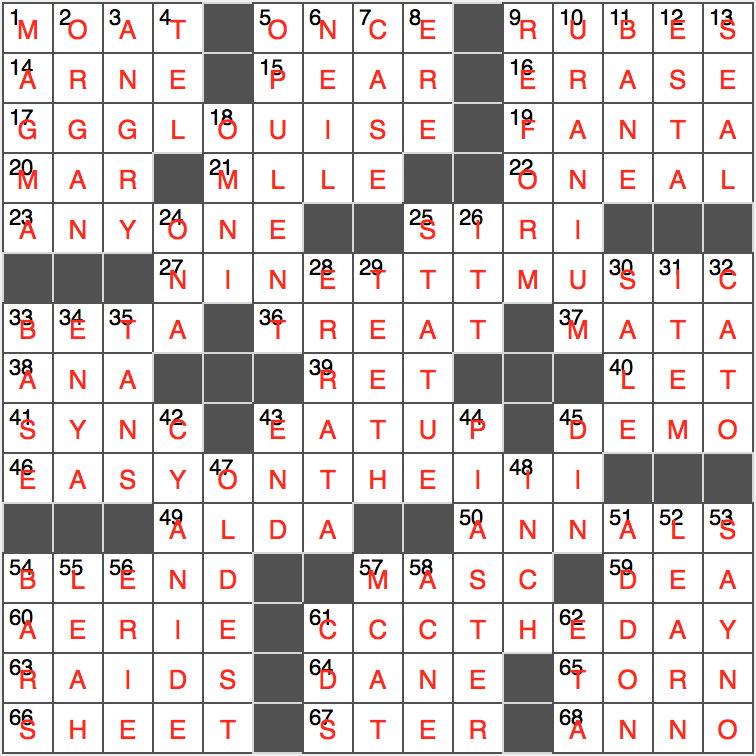 1 2 3 4 5 6 7 8 9 10 11 12 13
M O A T O N C E R U B E S
14 15 16
A R N E P E A R E R A S E
17 18 19
G G G L O U I S E F A N T A
20 21 22
M A R M L L E O N E A L
23 24 25 26
A N Y O N E S I R I
27 28 29 30 31 32
N I N E T T T M U S I C
33 34 35 36 37
B E T A T R E A T M A T A
38 39 40
A N A R E T L E T
41 42 43 44 45
S Y N C E A T U P D E M O
46 47 48
E A S Y O N T H E I I I
49 50 51 52 53
A L D A A N N A L S
54 55 56 57 58 59
B L E N D M A S C D E A
60 61 62
A E R I E C C C T H E D A Y
63 64 65
R A I D S D A N E T O R N
66 67 68
S H E E T S T E R A N N O